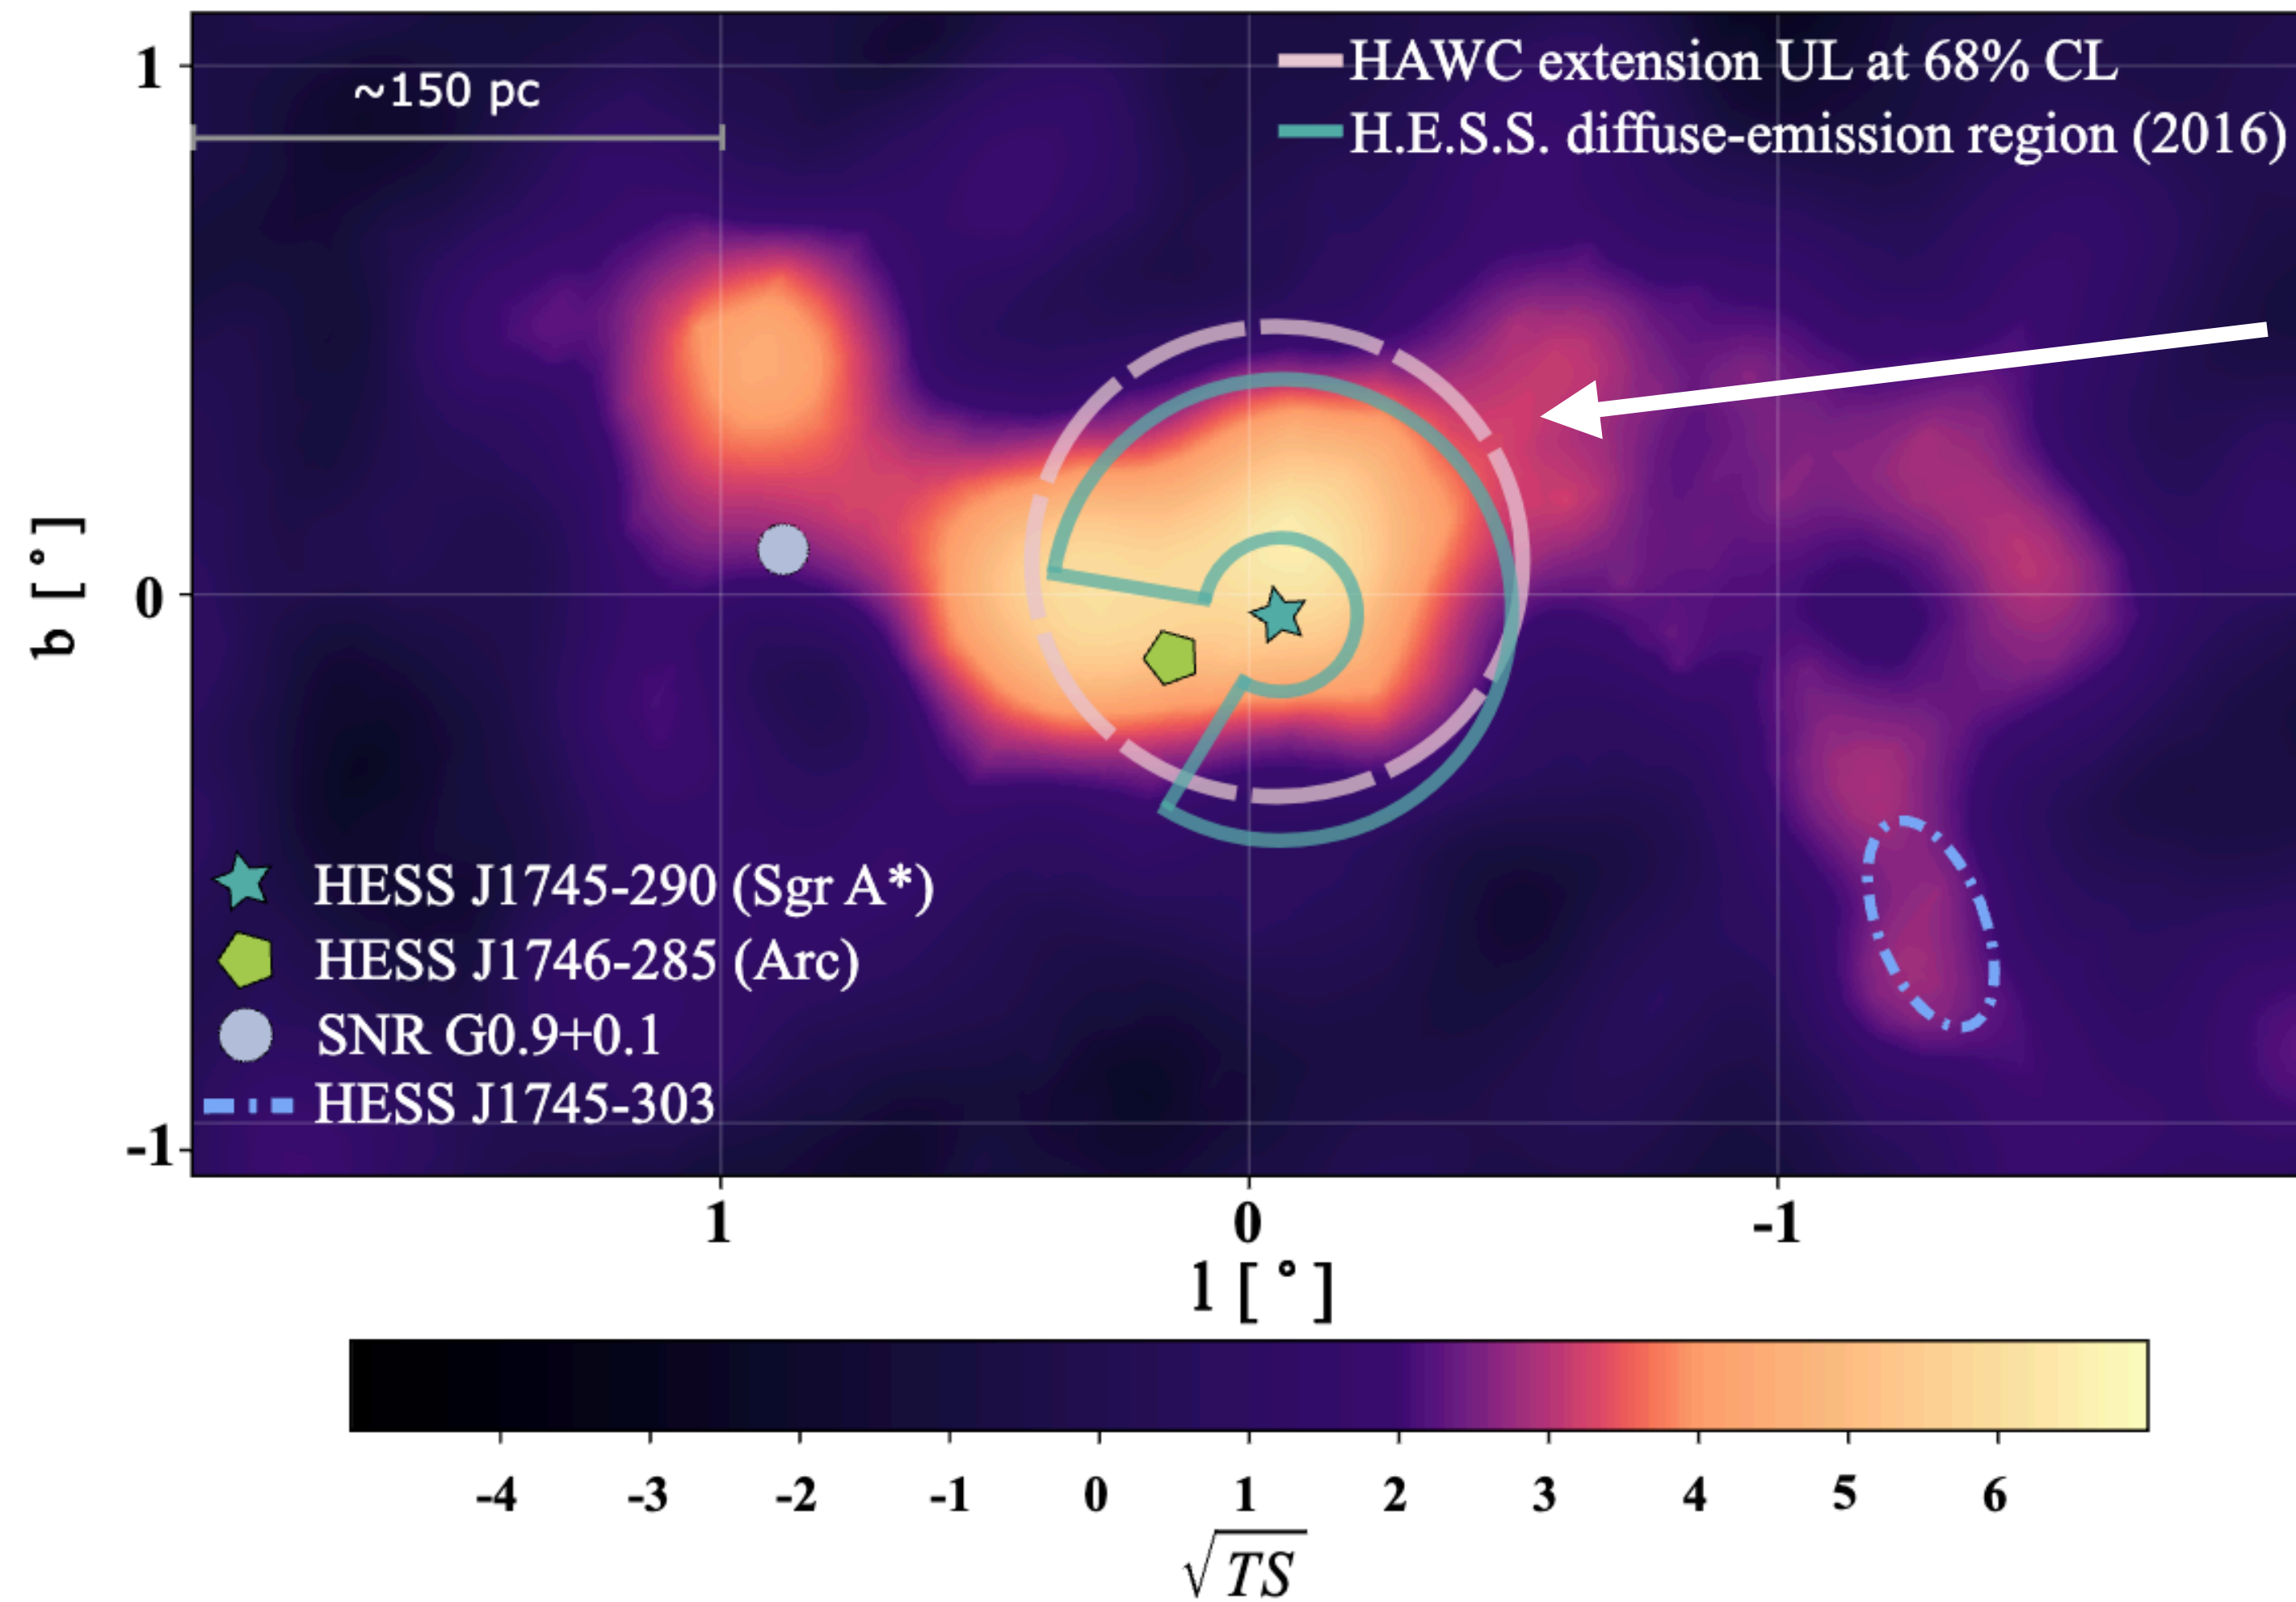 1
~150 pc
HAWC extension UL at 68% CL
H.E.S.S. diffuse-emission region (2016)
b [ ° ]
0
HESS J1745-290 (Sgr A*)
HESS J1746-285 (Arc)
SNR G0.9+0.1
HESS J1745-303
-1
1 0 -1
l [ ° ]
-4 -3 -2 -1 0 1 2 3 4 5 6
√TS